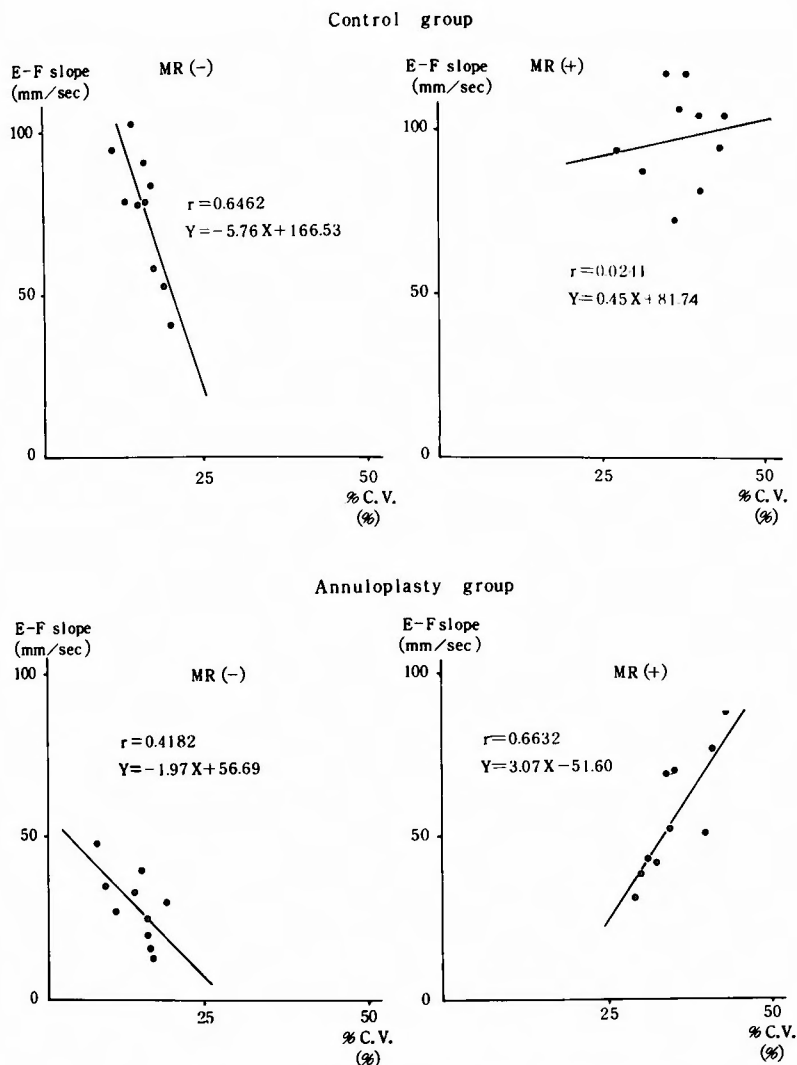 Control group
E-F slope
(mm/sec)
MR (-)
100
50
0
r=0.6462
Y=-5.76X+166.53
25
50
% C.V.
(%)
E-F slope
(mm/sec)
MR (+)
100
50
0
r=0.0241
Y=0.45X+81.74
25
50
% C.V.
(%)
Annuloplasty group
E-F slope
(mm/sec)
MR (-)
100
50
0
r=0.4182
Y=-1.97X+56.69
25
50
% C.V.
(%)
E-F slope
(mm/sec)
MR (+)
100
50
0
r=0.6632
Y=3.07X-51.60
25
50
% C.V.
(%)